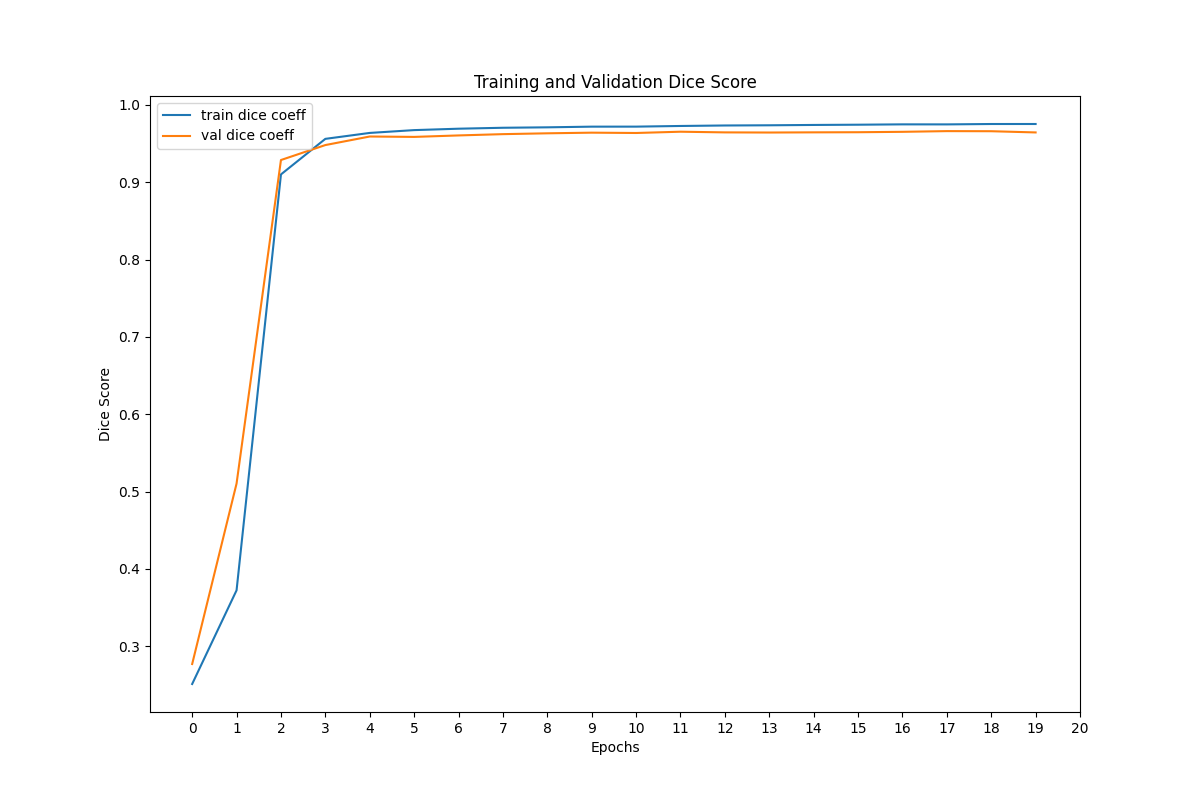 Training and Validation Dice Score
train dice coeff
val dice coeff
1.0
0.9
0.8
0.7
0.6
0.5
0.4
0.3
Dice Score
0 1 2 3 4 5 6 7 8 9 10 11 12 13 14 15 16 17 18 19 20
Epochs